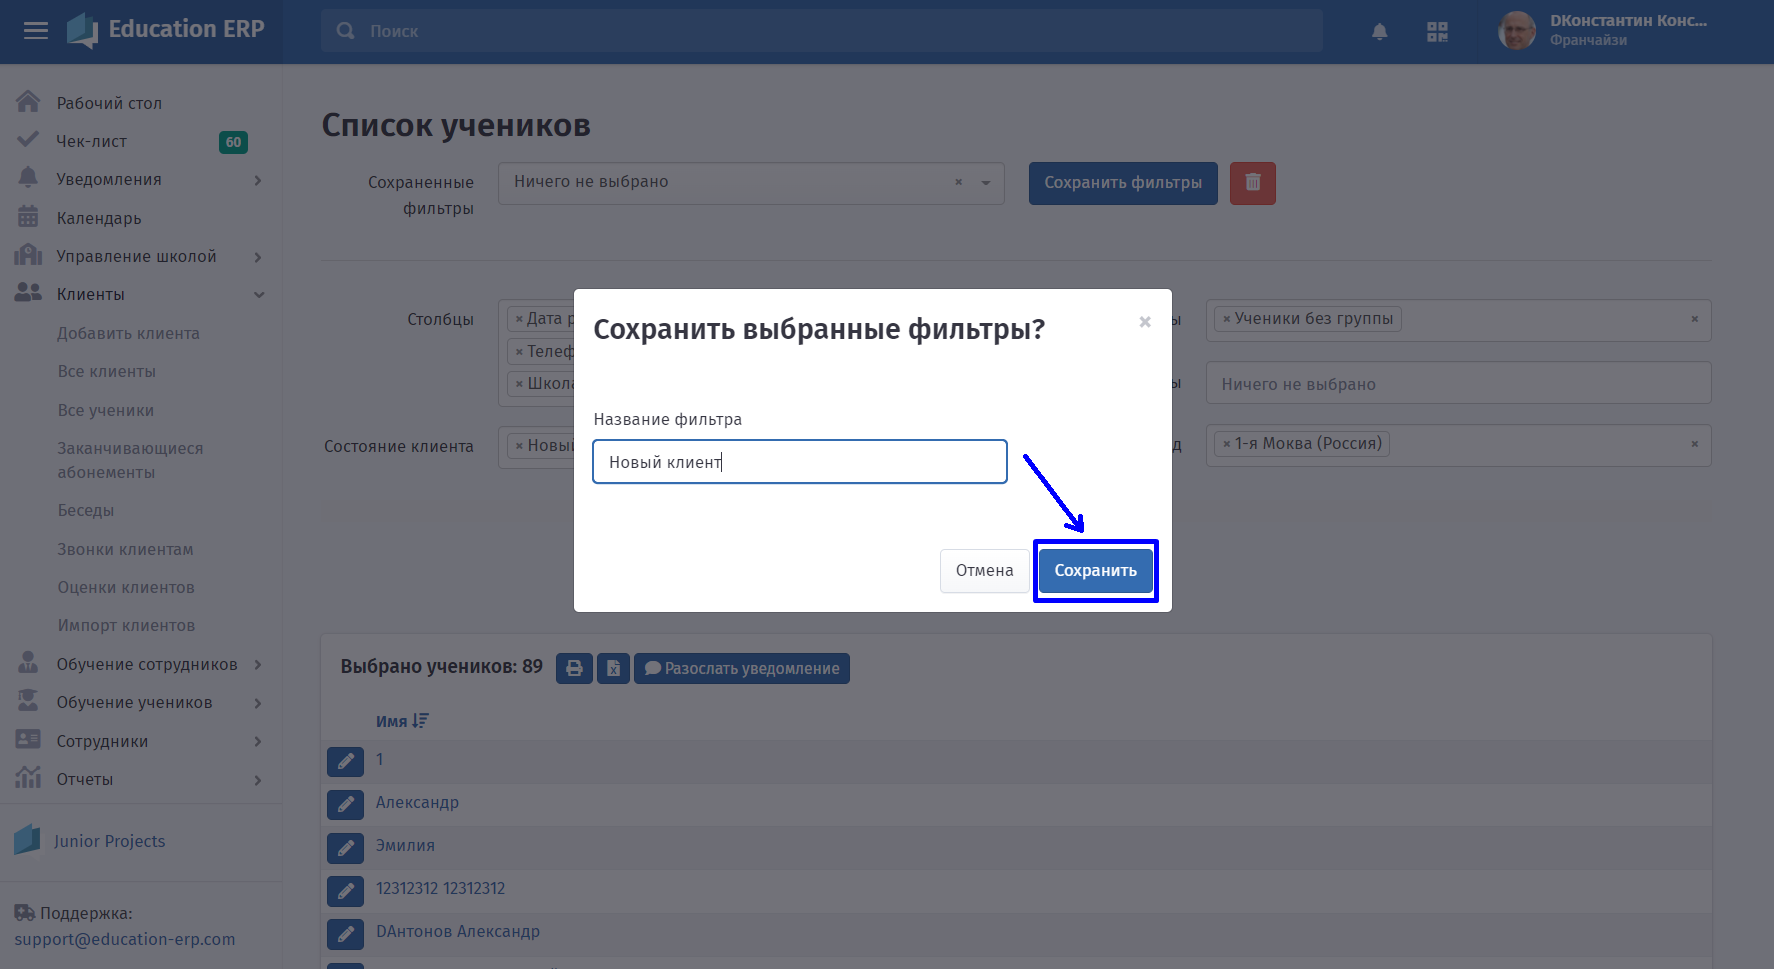 Education ERP
Поиск
DКонстантин Конс...
Франчайзи
Рабочий стол
Чек-лист 60
Уведомления
Календарь
Управление школой
Клиенты
Добавить клиента
Все клиенты
Все ученики
Заканчивающиеся
абонементы
Беседы
Звонки клиентам
Оценки клиентов
Импорт клиентов
Обучение сотрудников
Обучение учеников
Сотрудники
Отчеты
Junior Projects
Поддержка:
support@education-erp.com
Список учеников
Сохраненные
фильтры
Ничего не выбрано ×
Сохранить фильтры
Столбцы
× Дата р
× Телеф
× Школа
ы
× Ученики без группы ×
ы
Ничего не выбрано
Состояние клиента
× Новый
д
× 1-я Моква (Россия) ×
Сохранить выбранные фильтры? ×
Название фильтра
Новый клиент
Отмена
Сохранить
Выбрано учеников: 89
Разослать уведомление
Имя
1
Александр
Эмилия
12312312 12312312
DАнтонов Александр